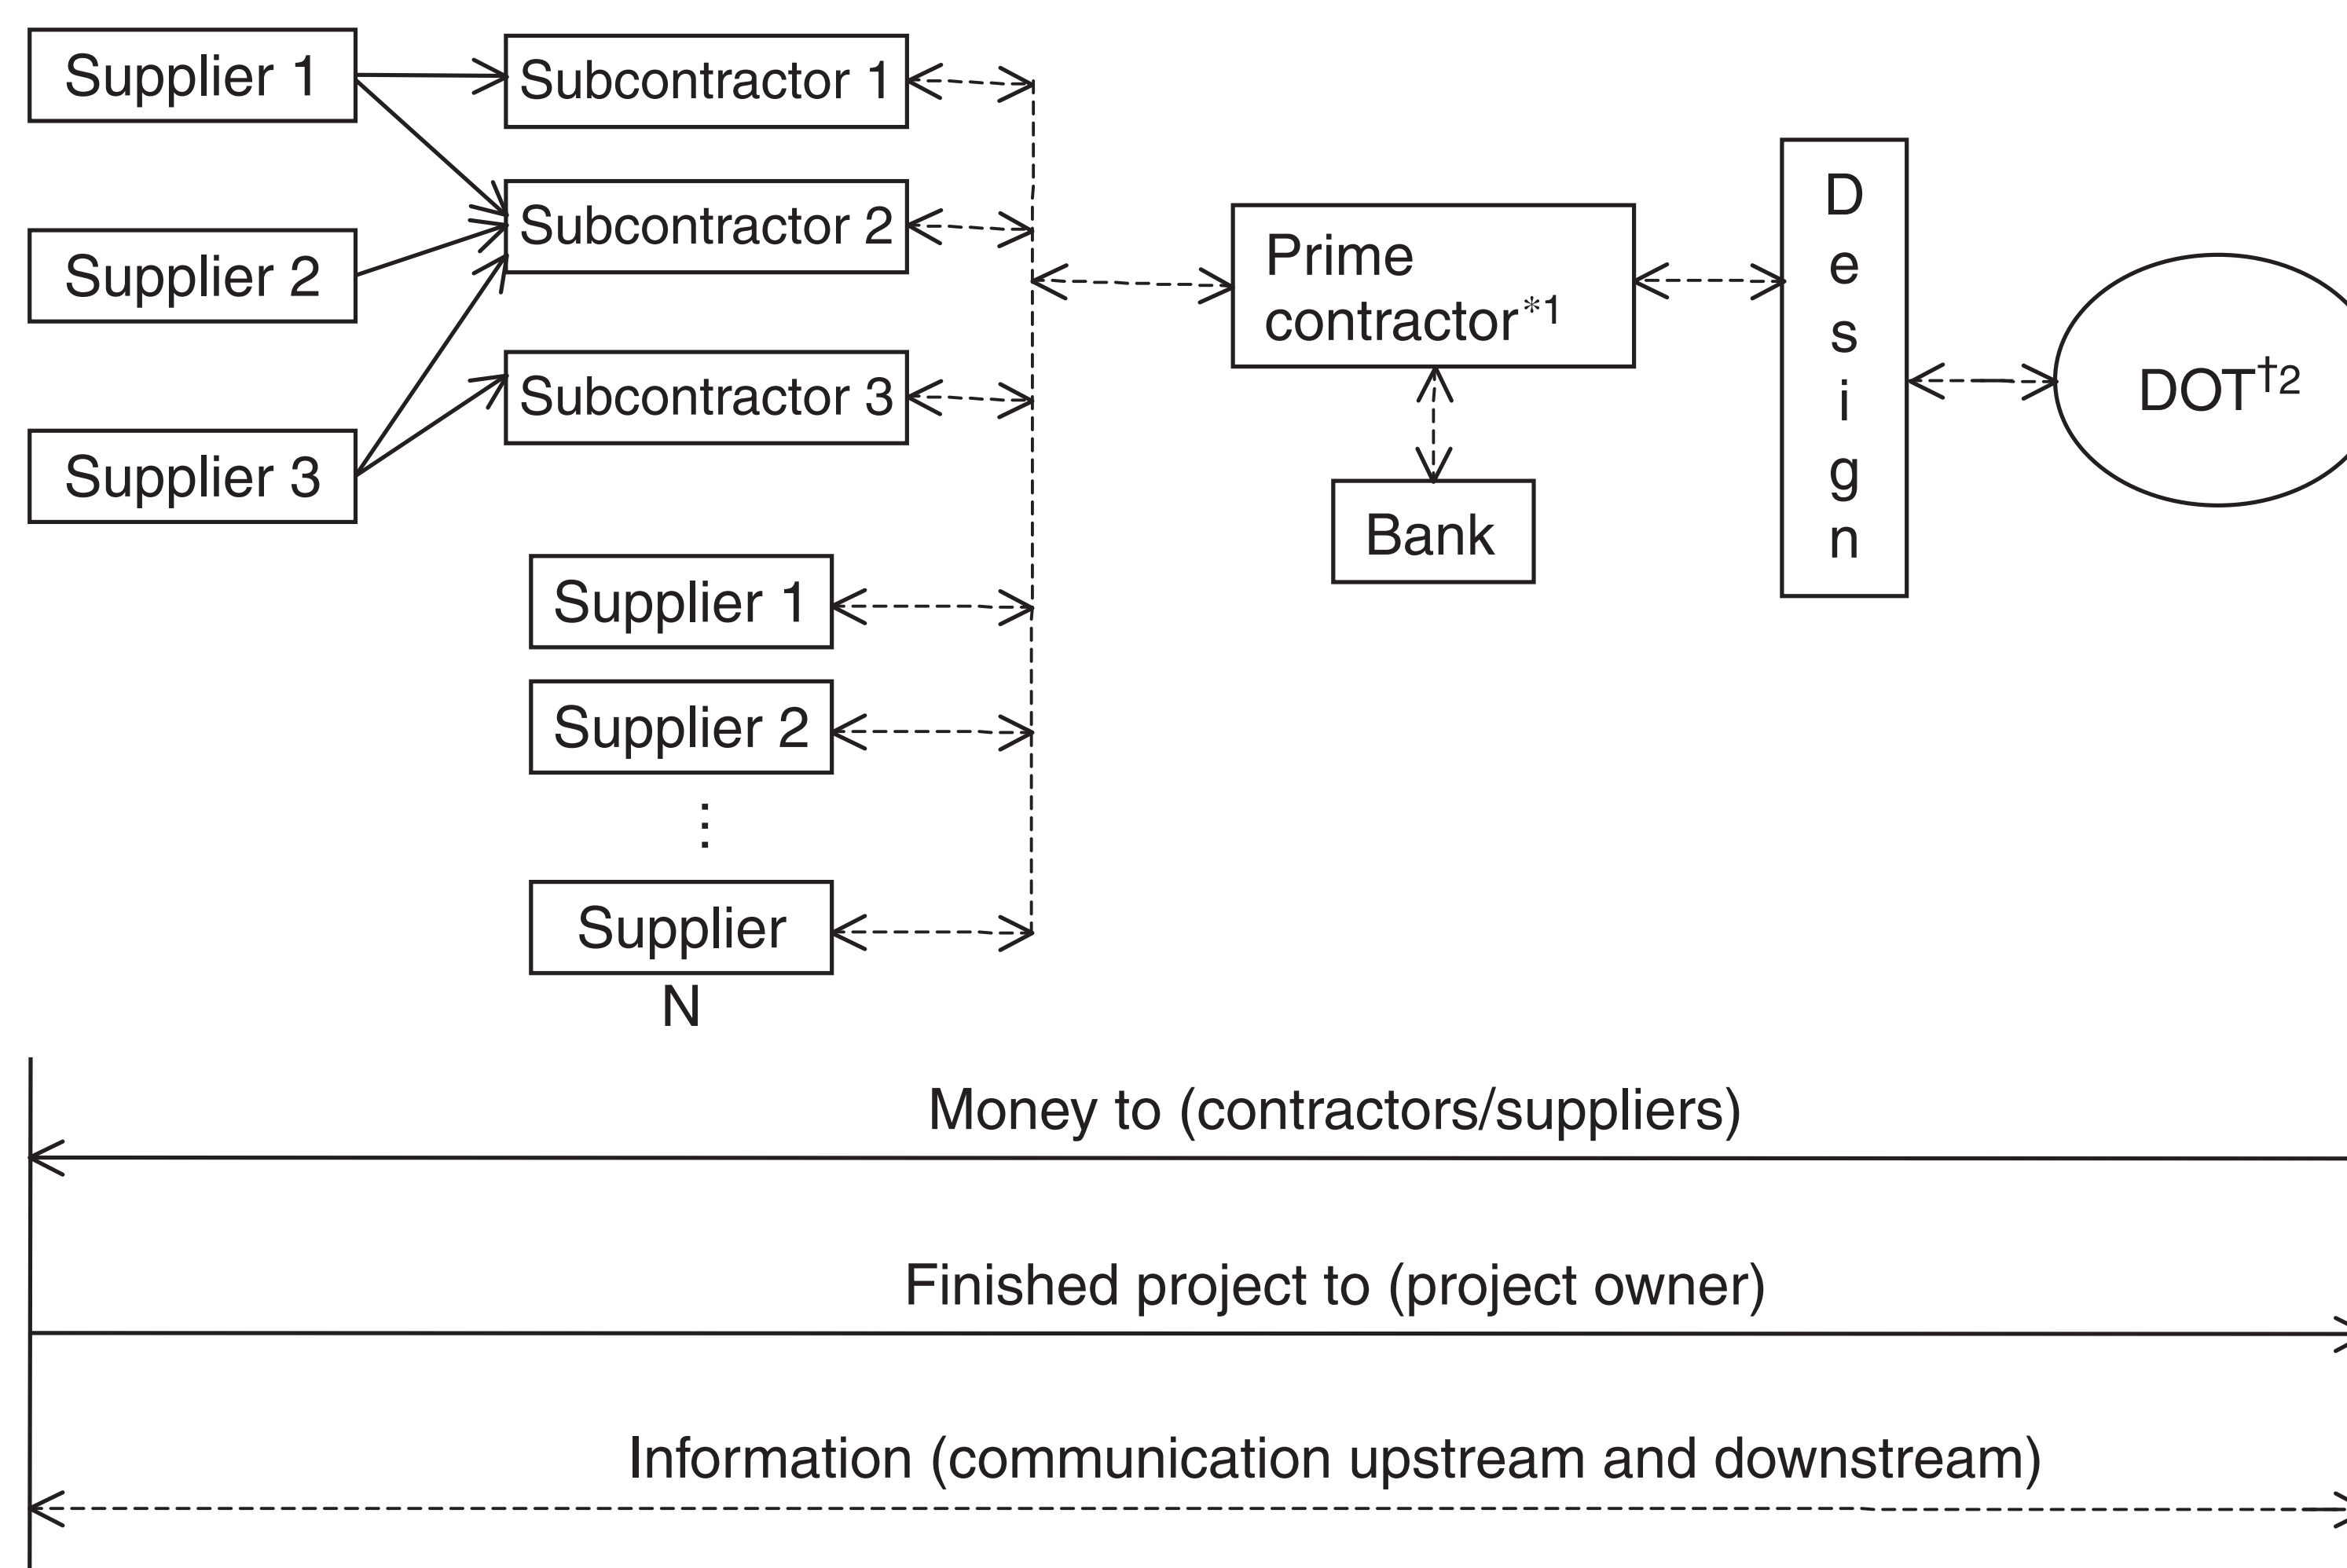 Supplier 1
Subcontractor 1
Supplier 2
Subcontractor 2
Supplier 3
Subcontractor 3
Supplier 1
Supplier 2
⋮
Supplier
N
Prime
contractor*1
Bank
D
e
s
i
g
n
DOT†2
Money to (contractors/suppliers)
Finished project to (project owner)
Information (communication upstream and downstream)